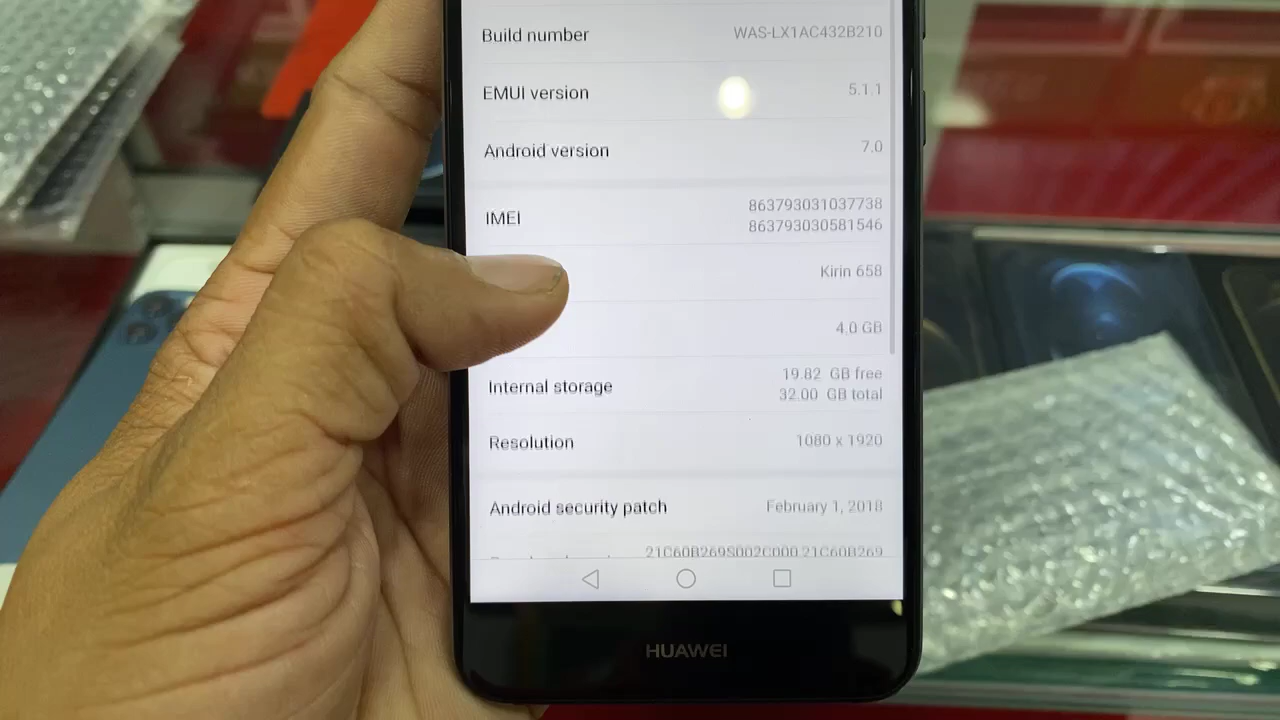 Build number WAS-LX1AC432B210
EMUI version 5.1.1
Android version 7.0
IMEI 863793031037738
863793030581546
Kirin 658
4.0 GB
Internal storage 19.82 GB free
32.00 GB total
Resolution 1080 x 1920
Android security patch February 1, 2018
HUAWEI